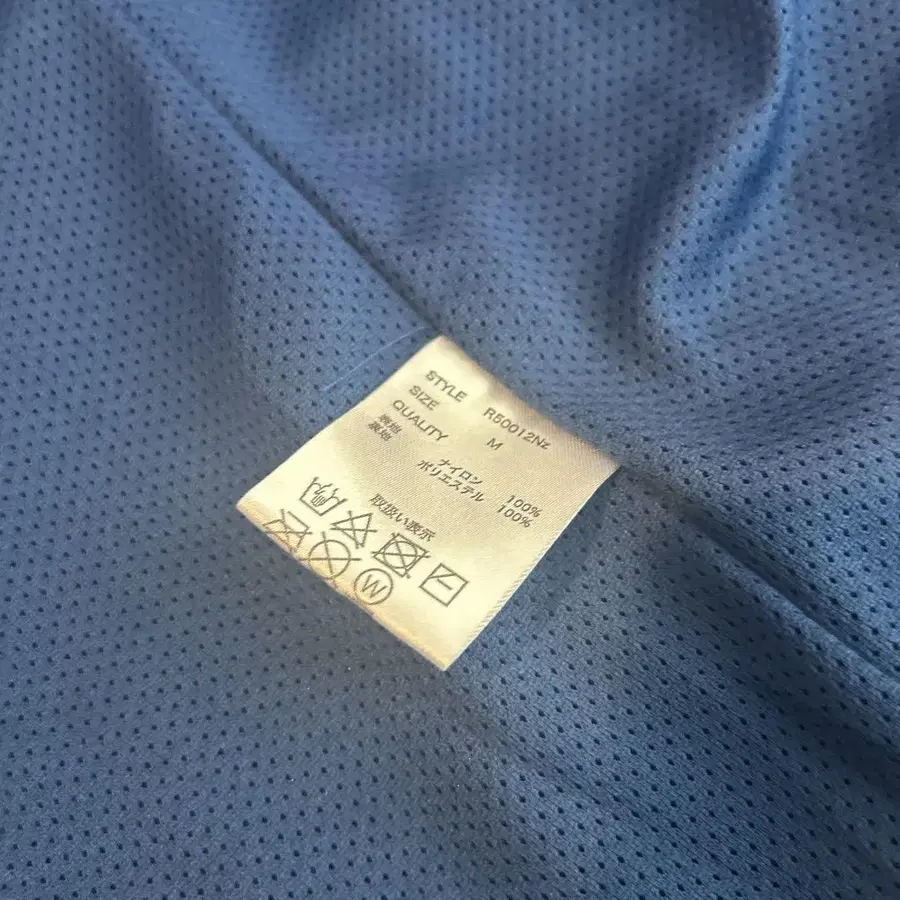 STYLE R50012Nz
SIZE M
QUALITY
表地 ナイロン 100%
裏地 ポリエステル 100%
取扱い表示
W